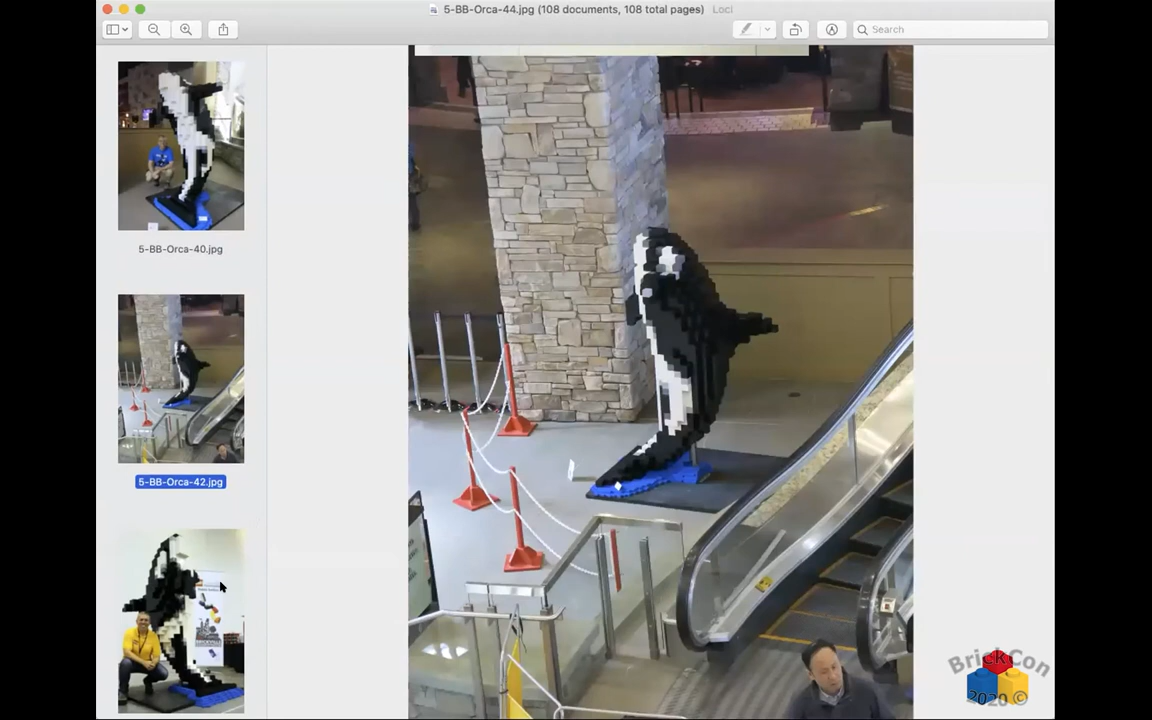 5-BB-Orca-44.jpg (108 documents, 108 total pages)
Loci
Search
5-BB-Orca-40.jpg
5-BB-Orca-42.jpg
BrickCon
2020 ©